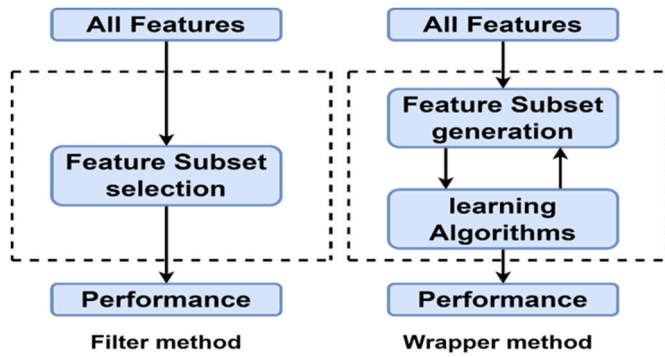 All Features
Feature Subset
selection
Performance
Filter method
All Features
Feature Subset
generation
learning
Algorithms
Performance
Wrapper method